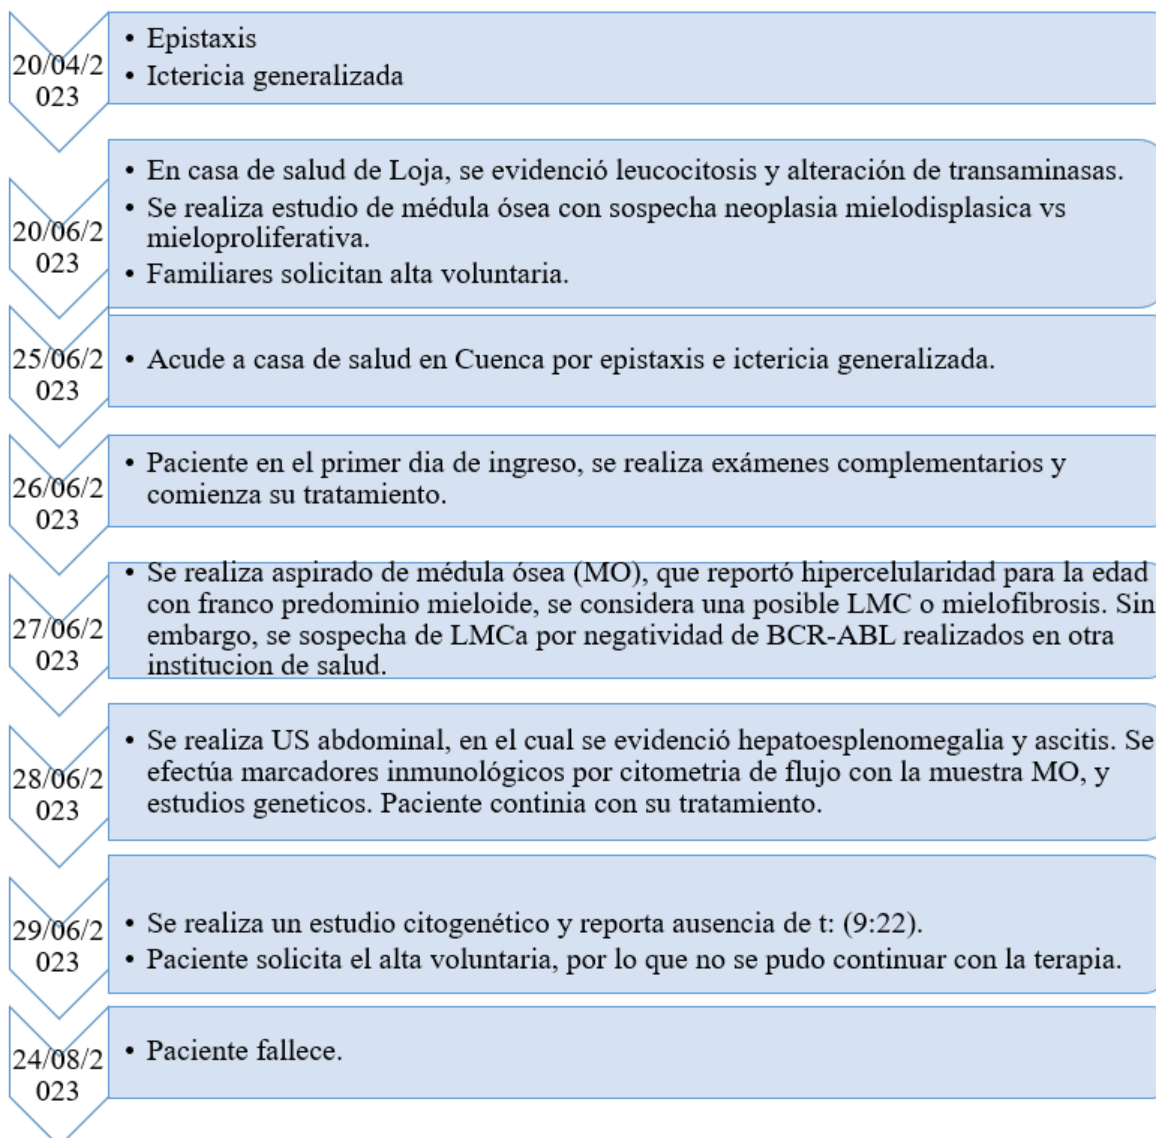 20/04/2
023
• Epistaxis
• Ictericia generalizada
20/06/2
023
• En casa de salud de Loja, se evidenció leucocitosis y alteración de transaminasas.
• Se realiza estudio de médula ósea con sospecha neoplasia mielodisplasica vs
mieloproliferativa.
• Familiares solicitan alta voluntaria.
25/06/2
023
• Acude a casa de salud en Cuenca por epistaxis e ictericia generalizada.
26/06/2
023
• Paciente en el primer dia de ingreso, se realiza exámenes complementarios y
comienza su tratamiento.
27/06/2
023
• Se realiza aspirado de médula ósea (MO), que reportó hipercelularidad para la edad
con franco predominio mieloide, se considera una posible LMC o mielofibrosis. Sin
embargo, se sospecha de LMCa por negatividad de BCR-ABL realizados en otra
institucion de salud.
28/06/2
023
• Se realiza US abdominal, en el cual se evidenció hepatoesplenomegalia y ascitis. Se
efectúa marcadores inmunológicos por citometria de flujo con la muestra MO, y
estudios geneticos. Paciente continia con su tratamiento.
29/06/2
023
• Se realiza un estudio citogenético y reporta ausencia de t: (9:22).
• Paciente solicita el alta voluntaria, por lo que no se pudo continuar con la terapia.
24/08/2
023
• Paciente fallece.